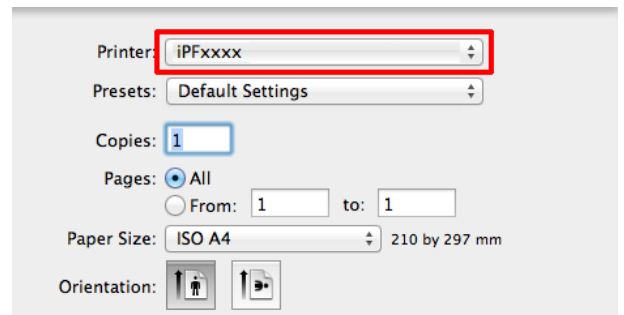 Printer: iPFxxxx
Presets: Default Settings
Copies: 1
Pages: All
From: 1 to: 1
Paper Size: ISO A4 210 by 297 mm
Orientation: